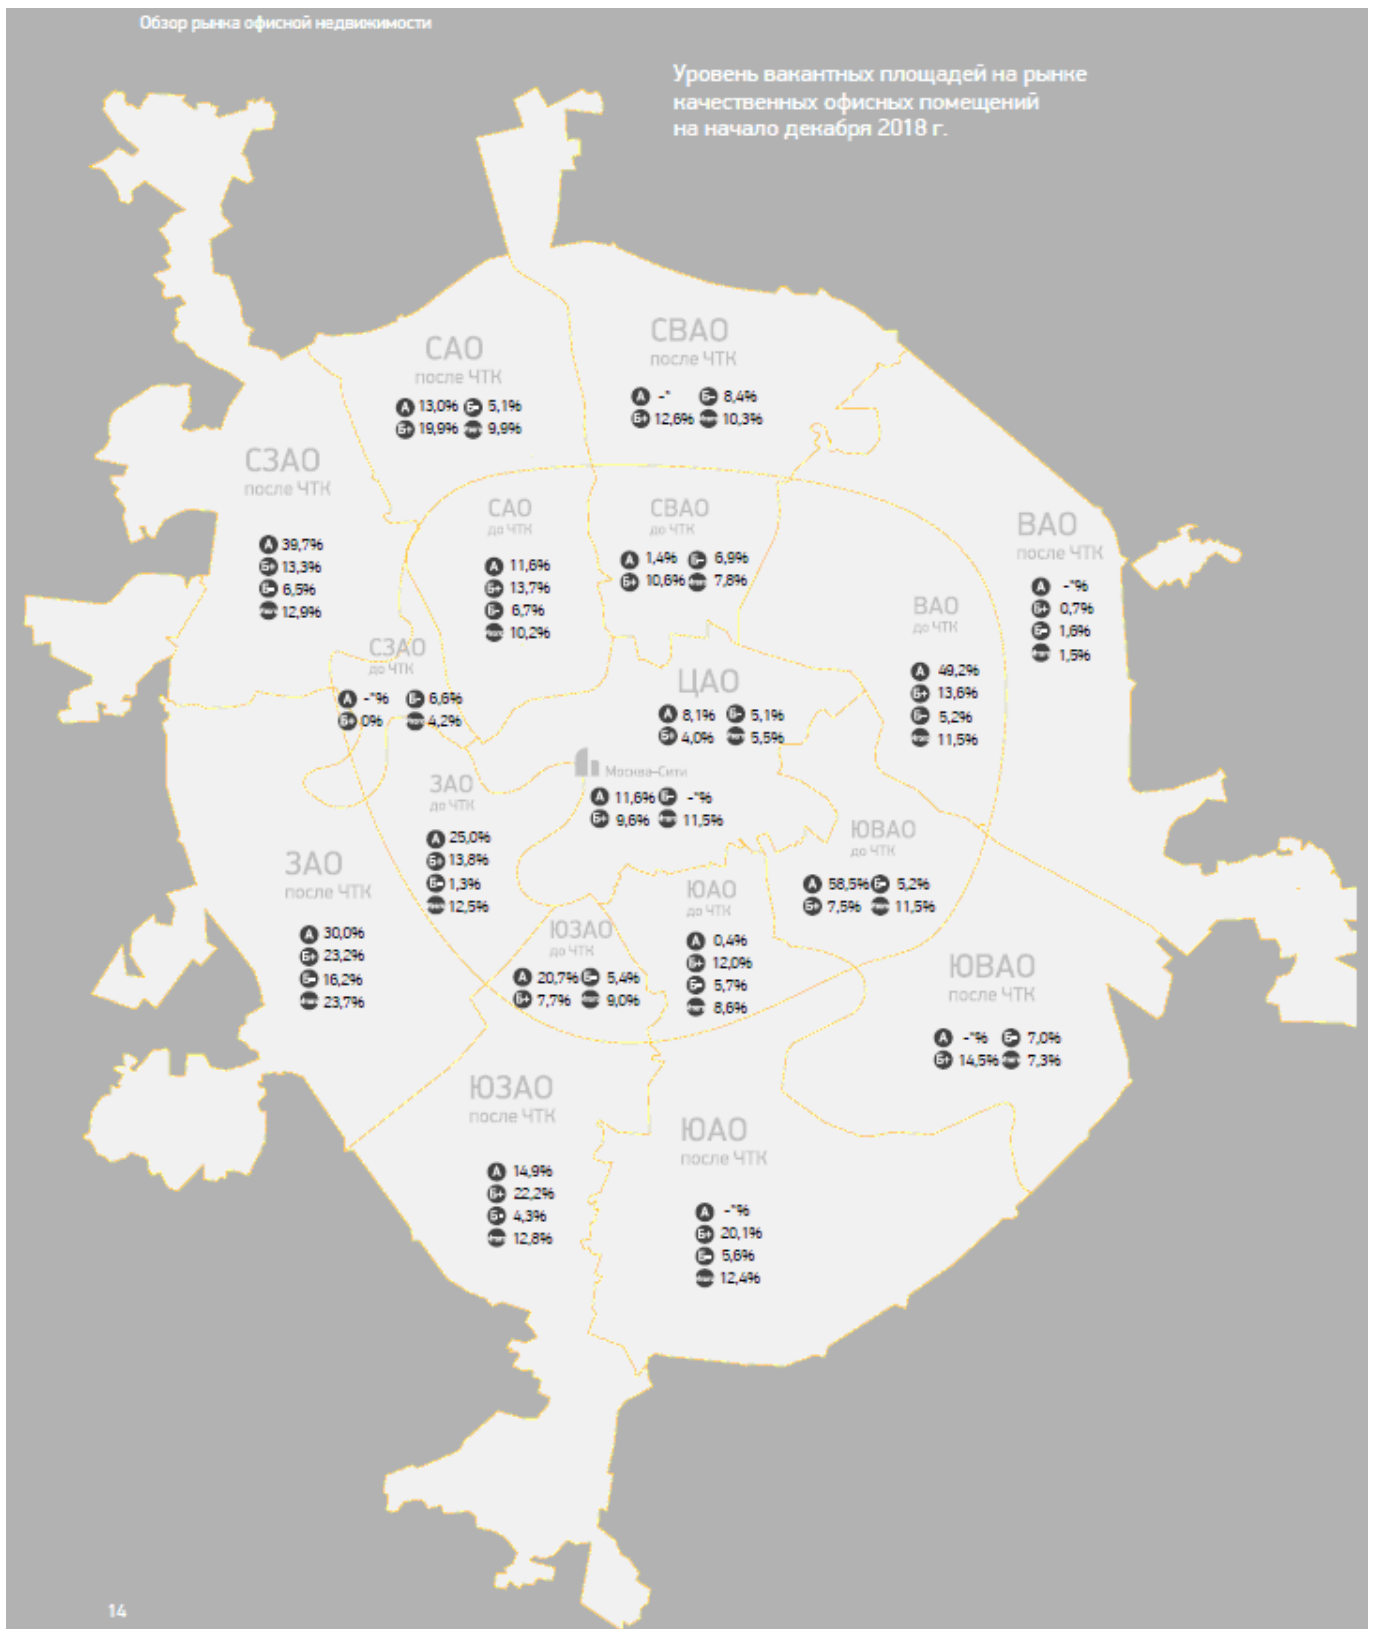 Обзор рынка офисной недвижимости
Уровень вакантных площадей на рынке
качественных офисных помещений
на начало декабря 2018 г.
САО
после ЧТК
А 13,0% Б- 5,1%
Б+ 19,9% 9,9%
СВАО
после ЧТК
А -* Б- 8,4%
Б+ 12,6% 10,3%
СЗАО
после ЧТК
А 39,7%
Б+ 13,3%
Б- 6,5%
12,9%
САО
до ЧТК
А 11,6%
Б+ 13,7%
Б- 6,7%
10,2%
СВАО
до ЧТК
А 1,4% Б- 6,9%
Б+ 10,6% 7,8%
ВАО
после ЧТК
А -*%
Б+ 0,7%
Б- 1,6%
1,5%
ВАО
до ЧТК
А 49,2%
Б+ 13,6%
Б- 5,2%
11,5%
СЗАО
до ЧТК
А -*% Б- 6,6%
Б+ 0% 4,2%
ЦАО
А 8,1% Б- 5,1%
Б+ 4,0% 5,5%
Москва-Сити
А 11,6% Б- -*%
Б+ 9,6% 11,5%
ЗАО
до ЧТК
А 25,0%
Б+ 13,8%
Б- 1,3%
12,5%
ЮВАО
до ЧТК
А 58,5% Б- 5,2%
Б+ 7,5% 11,5%
ЗАО
после ЧТК
А 30,0%
Б+ 23,2%
Б- 16,2%
23,7%
ЮЗАО
до ЧТК
А 20,7% Б- 5,4%
Б+ 7,7% 9,0%
ЮАО
до ЧТК
А 0,4%
Б+ 12,0%
Б- 5,7%
8,6%
ЮВАО
после ЧТК
А -*% Б- 7,0%
Б+ 14,5% 7,3%
ЮЗАО
после ЧТК
А 14,9%
Б+ 22,2%
Б- 4,3%
12,8%
ЮАО
после ЧТК
А -*%
Б+ 20,1%
Б- 5,6%
12,4%
14